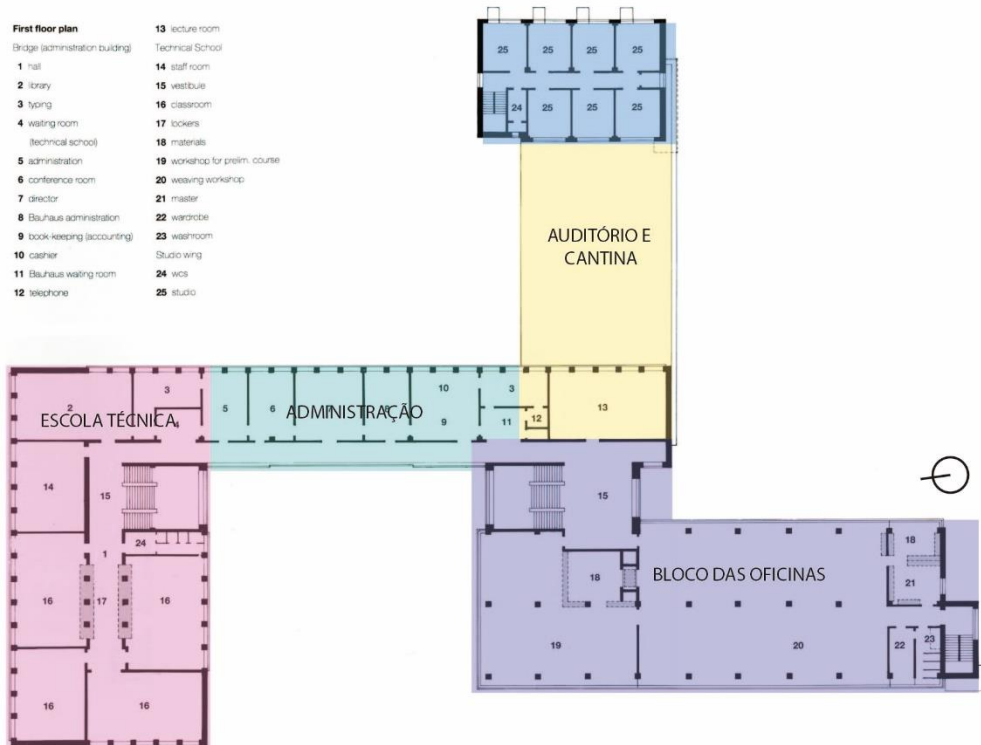 First floor plan
Bridge (administration building)
1 hall
2 library
3 typing
4 waiting room
(technical school)
5 administration
6 conference room
7 director
8 Bauhaus administration
9 book-keeping (accounting)
10 cashier
11 Bauhaus waiting room
12 telephone
13 lecture room
Technical School
14 staff room
15 vestibule
16 classroom
17 lockers
18 materials
19 workshop for prelim. course
20 weaving workshop
21 master
22 wardrobe
23 washroom
Studio wing
24 wcs
25 studio
25 25 25 25
24 25 25 25
AUDITÓRIO E
CANTINA
3 10 3
2 4 5 6 13
ESCOLA TÉCNICA
ADMINISTRAÇÃO
9 11 12
14
15 15
24 18
1
18
BLOCO DAS OFICINAS
21
16 17 16
19 20 22 23
16 16